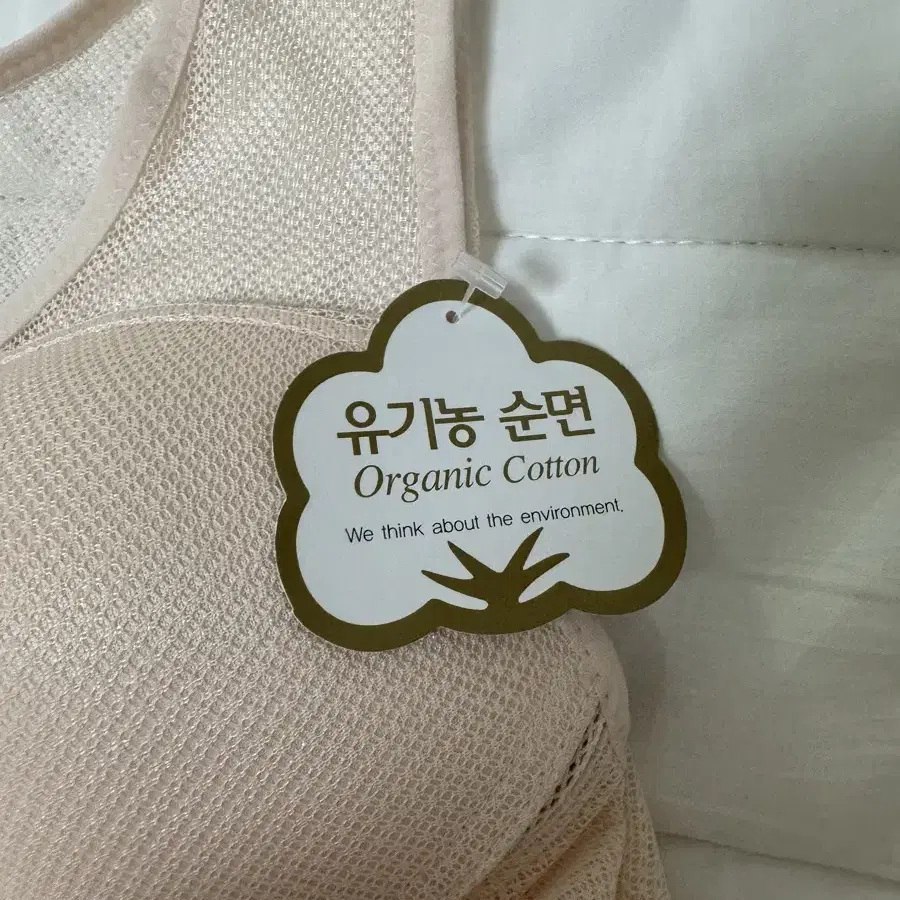 유기농 순면
Organic Cotton
We think about the environment.